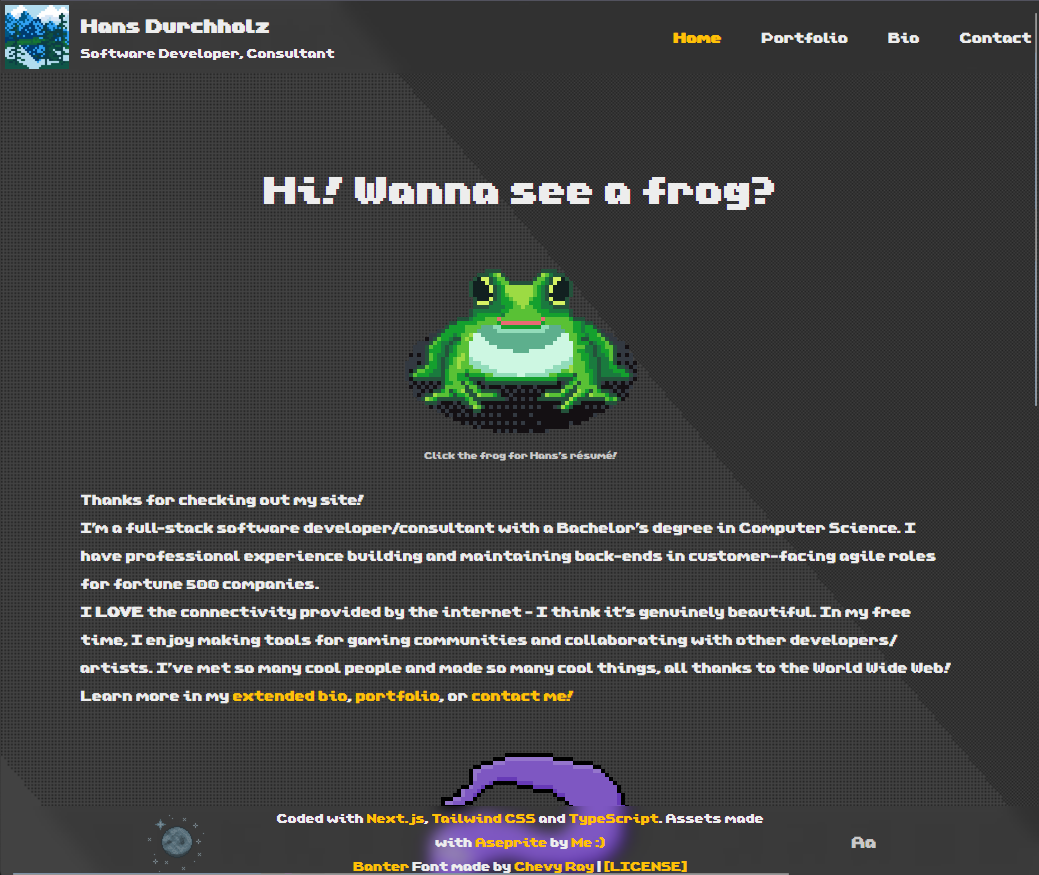 Hans Durchholz
Software Developer, Consultant
Home Portfolio Bio Contact
Hi! Wanna see a frog?
Click the frog for Hans's résumé!
Thanks for checking out my site!
I'm a full-stack software developer/consultant with a Bachelor's degree in Computer Science. I
have professional experience building and maintaining back-ends in customer-facing agile roles
for fortune 500 companies.
I LOVE the connectivity provided by the internet - I think it's genuinely beautiful. In my free
time, I enjoy making tools for gaming communities and collaborating with other developers/
artists. I've met so many cool people and made so many cool things, all thanks to the World Wide Web!
Learn more in my extended bio, portfolio, or contact me!
Coded with Next.js, Tailwind CSS and TypeScript. Assets made
with Aseprite by Me :)
Banter Font made by Chevy Ray | [LICENSE]
Aa